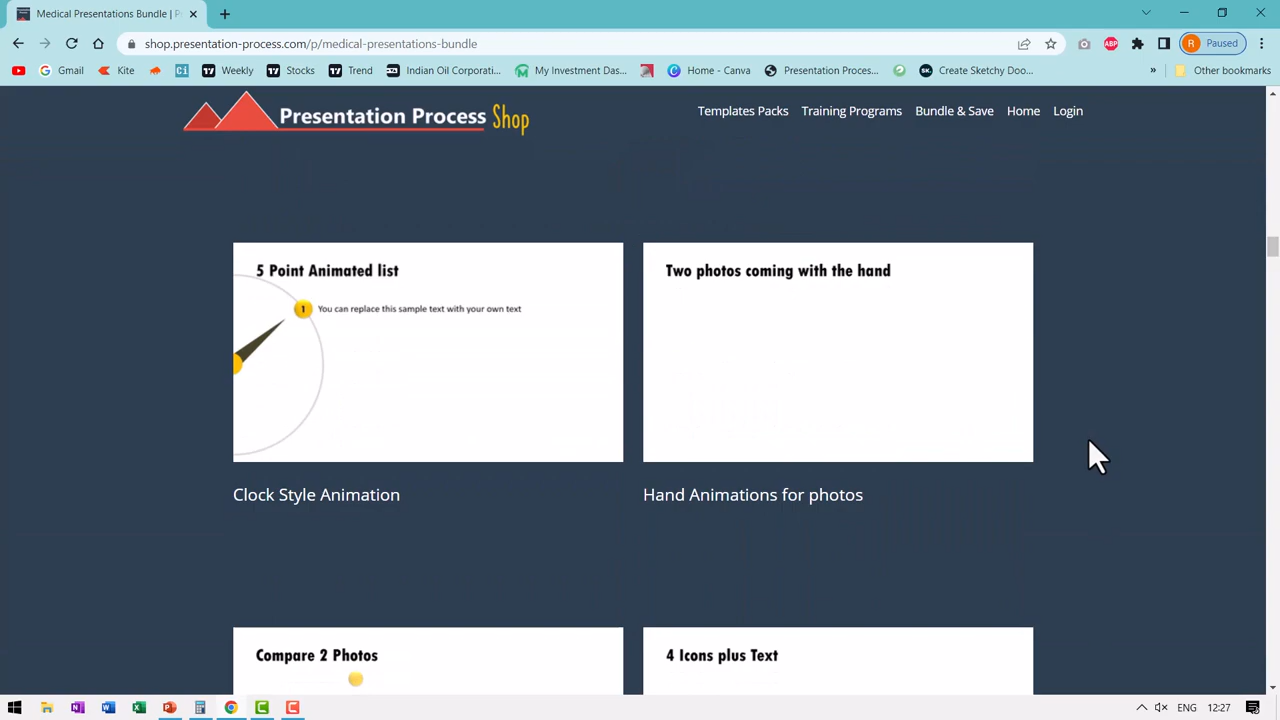 Medical Presentations Bundle | P
shop.presentation-process.com/p/medical-presentations-bundle
R Paused
Gmail Kite Weekly Stocks Trend Indian Oil Corporatio... My Investment Das... Home - Canva Presentation Proces... Create Sketchy Doo... » Other bookmarks
Presentation Process Shop
Templates Packs Training Programs Bundle & Save Home Login
5 Point Animated list
1 You can replace this sample text with your own text
Two photos coming with the hand
Clock Style Animation
Hand Animations for photos
Compare 2 Photos
4 Icons plus Text
ENG 12:27